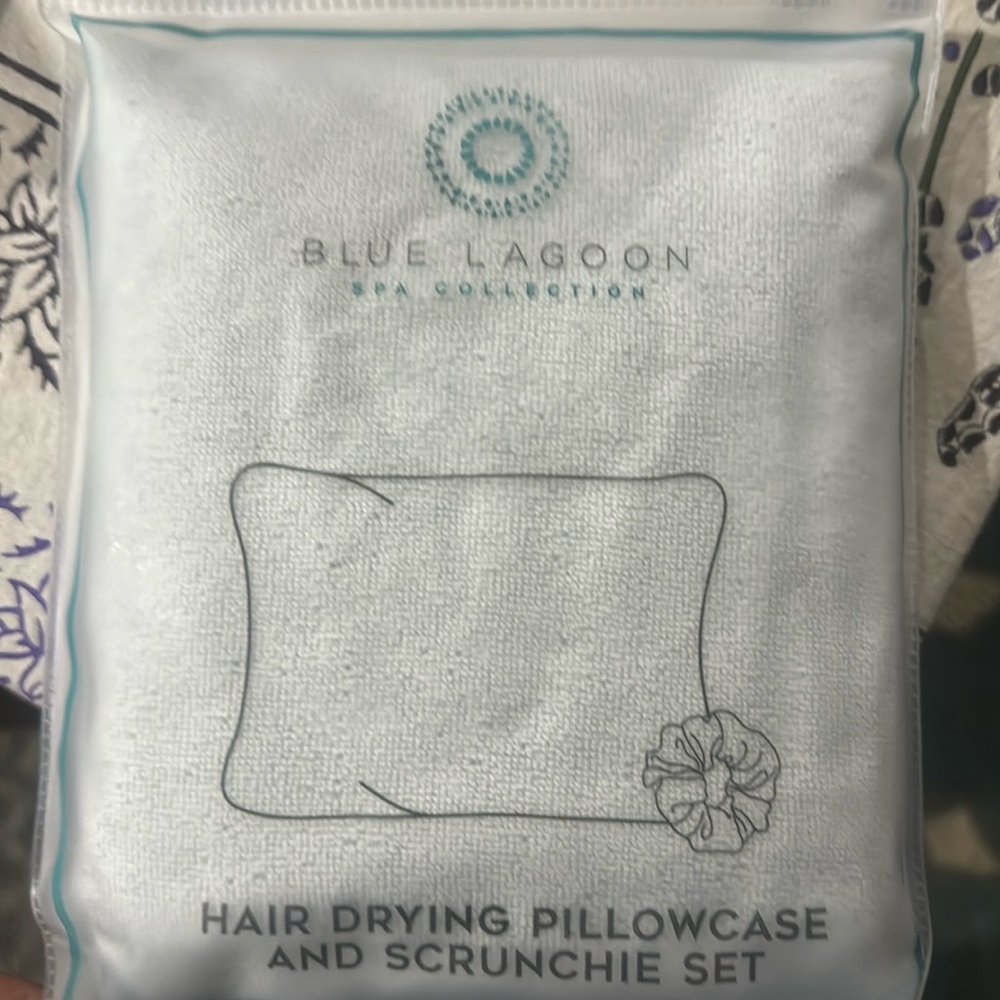 BLUE LAGOON
SPA COLLECTION
HAIR DRYING PILLOWCASE
AND SCRUNCHIE SET